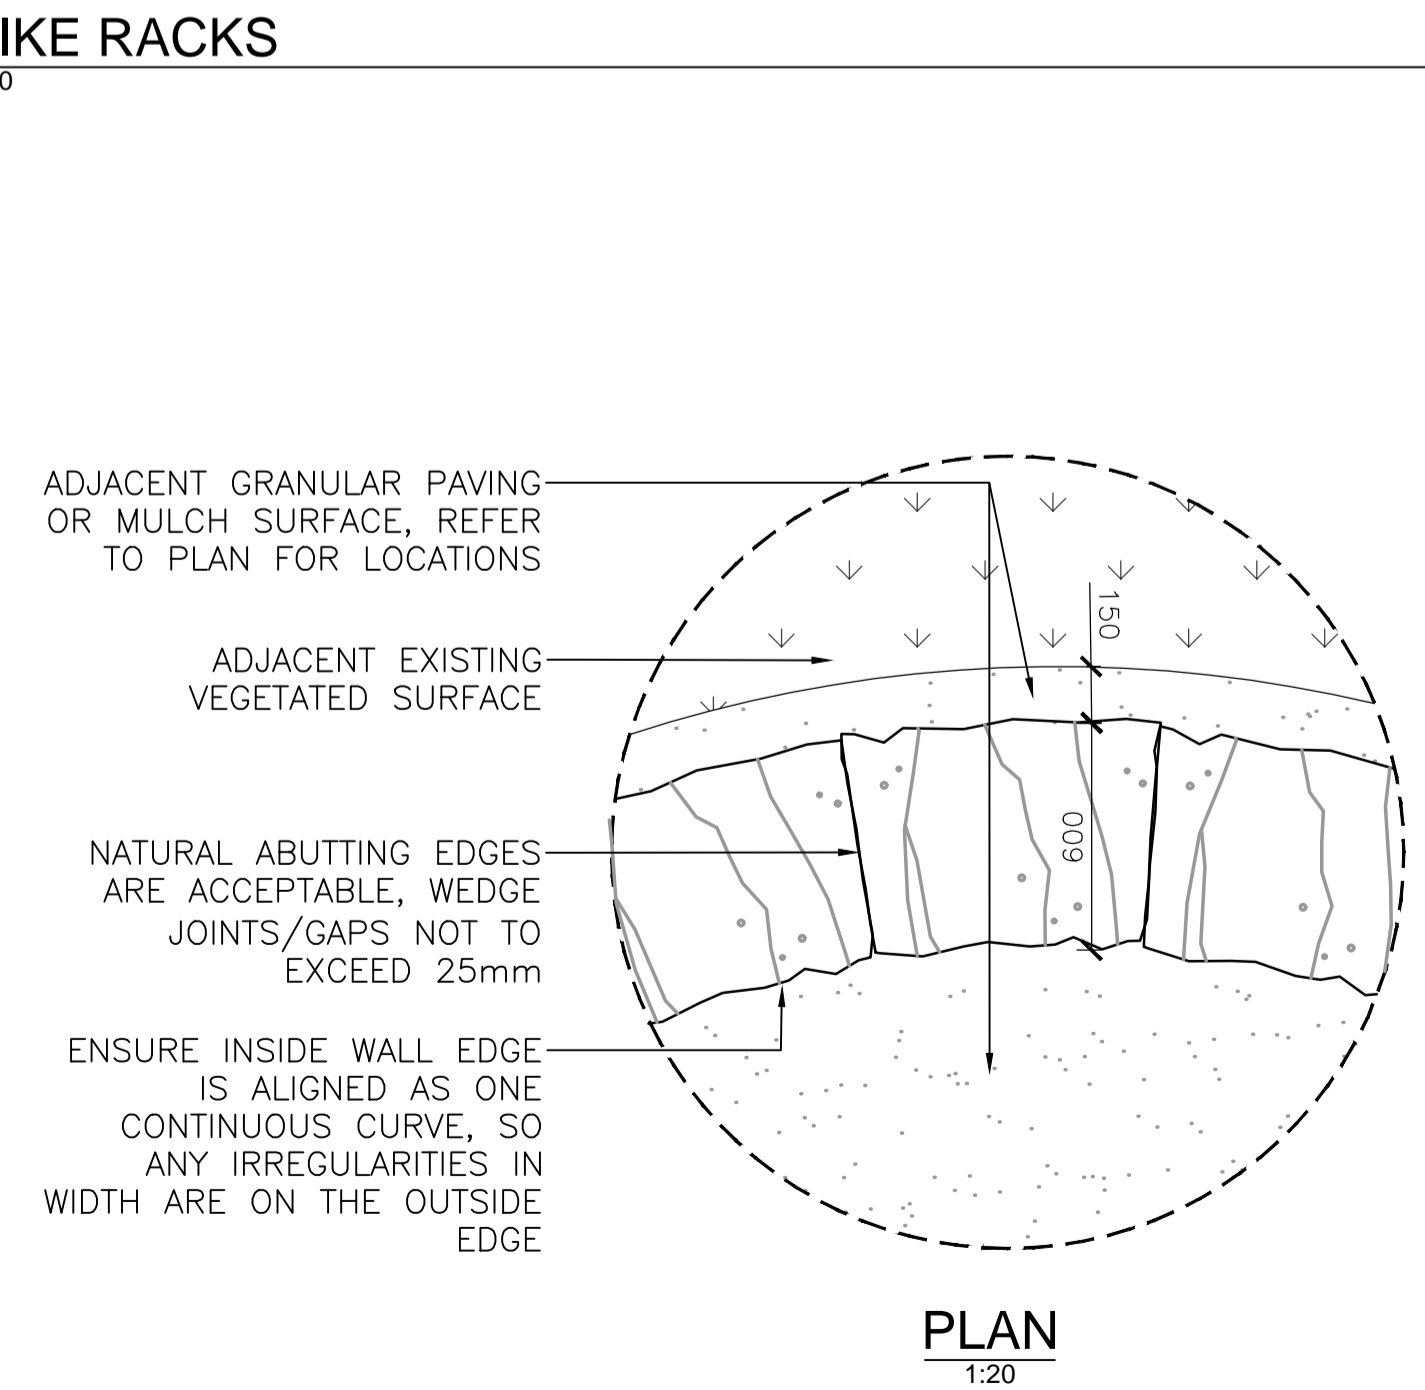 IKE RACKS
0
ADJACENT GRANULAR PAVING
OR MULCH SURFACE, REFER
TO PLAN FOR LOCATIONS
150
ADJACENT EXISTING
VEGETATED SURFACE
600
NATURAL ABUTTING EDGES
ARE ACCEPTABLE, WEDGE
JOINTS/GAPS NOT TO
EXCEED 25mm
ENSURE INSIDE WALL EDGE
IS ALIGNED AS ONE
CONTINUOUS CURVE, SO
ANY IRREGULARITIES IN
WIDTH ARE ON THE OUTSIDE
EDGE
PLAN
1:20